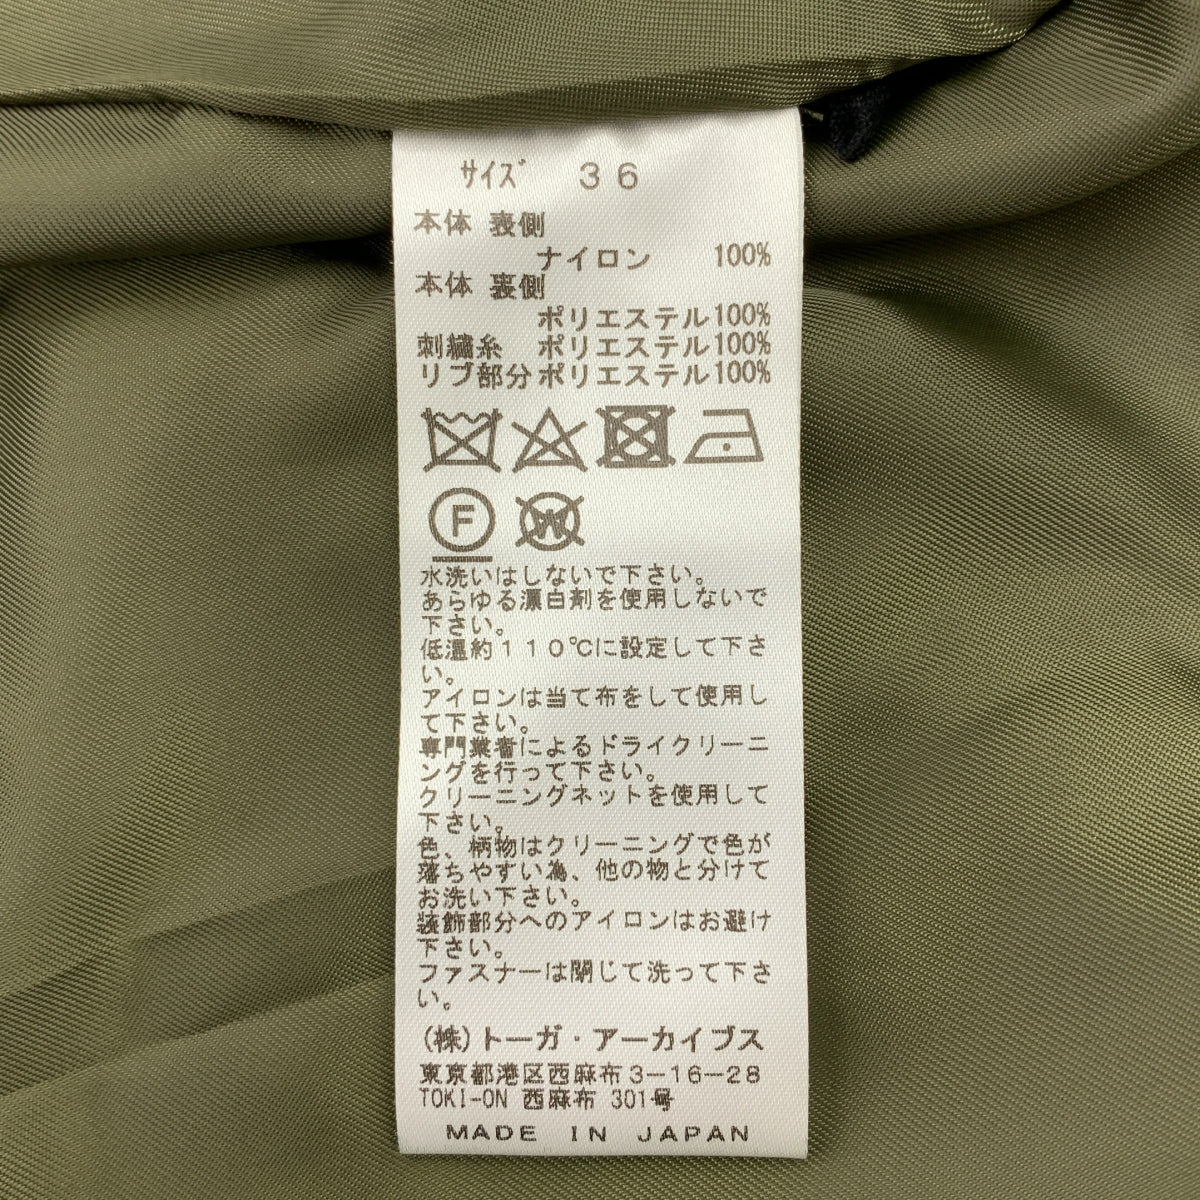 ｻｲｽﾞ　３６
本体 表側
ナイロン 100%
本体 裏側
ポリエステル100%
刺繍糸 ポリエステル100%
リブ部分ポリエステル100%
F
W
水洗いはしないで下さい。
あらゆる漂白剤を使用しないで
下さい。
低温約１１０℃に設定して下さ
い。
アイロンは当て布をして使用し
て下さい。
専門業者によるドライクリーニ
ングを行って下さい。
クリーニングネットを使用して
下さい。
色、柄物はクリーニングで色が
落ちやすい為、他の物と分けて
お洗い下さい。
装飾部分へのアイロンはお避け
下さい。
ファスナーは閉じて洗って下さ
い。
(株)トーガ・アーカイブス
東京都港区西麻布３−16−28
TOKI-ON 西麻布 301号
MADE IN JAPAN